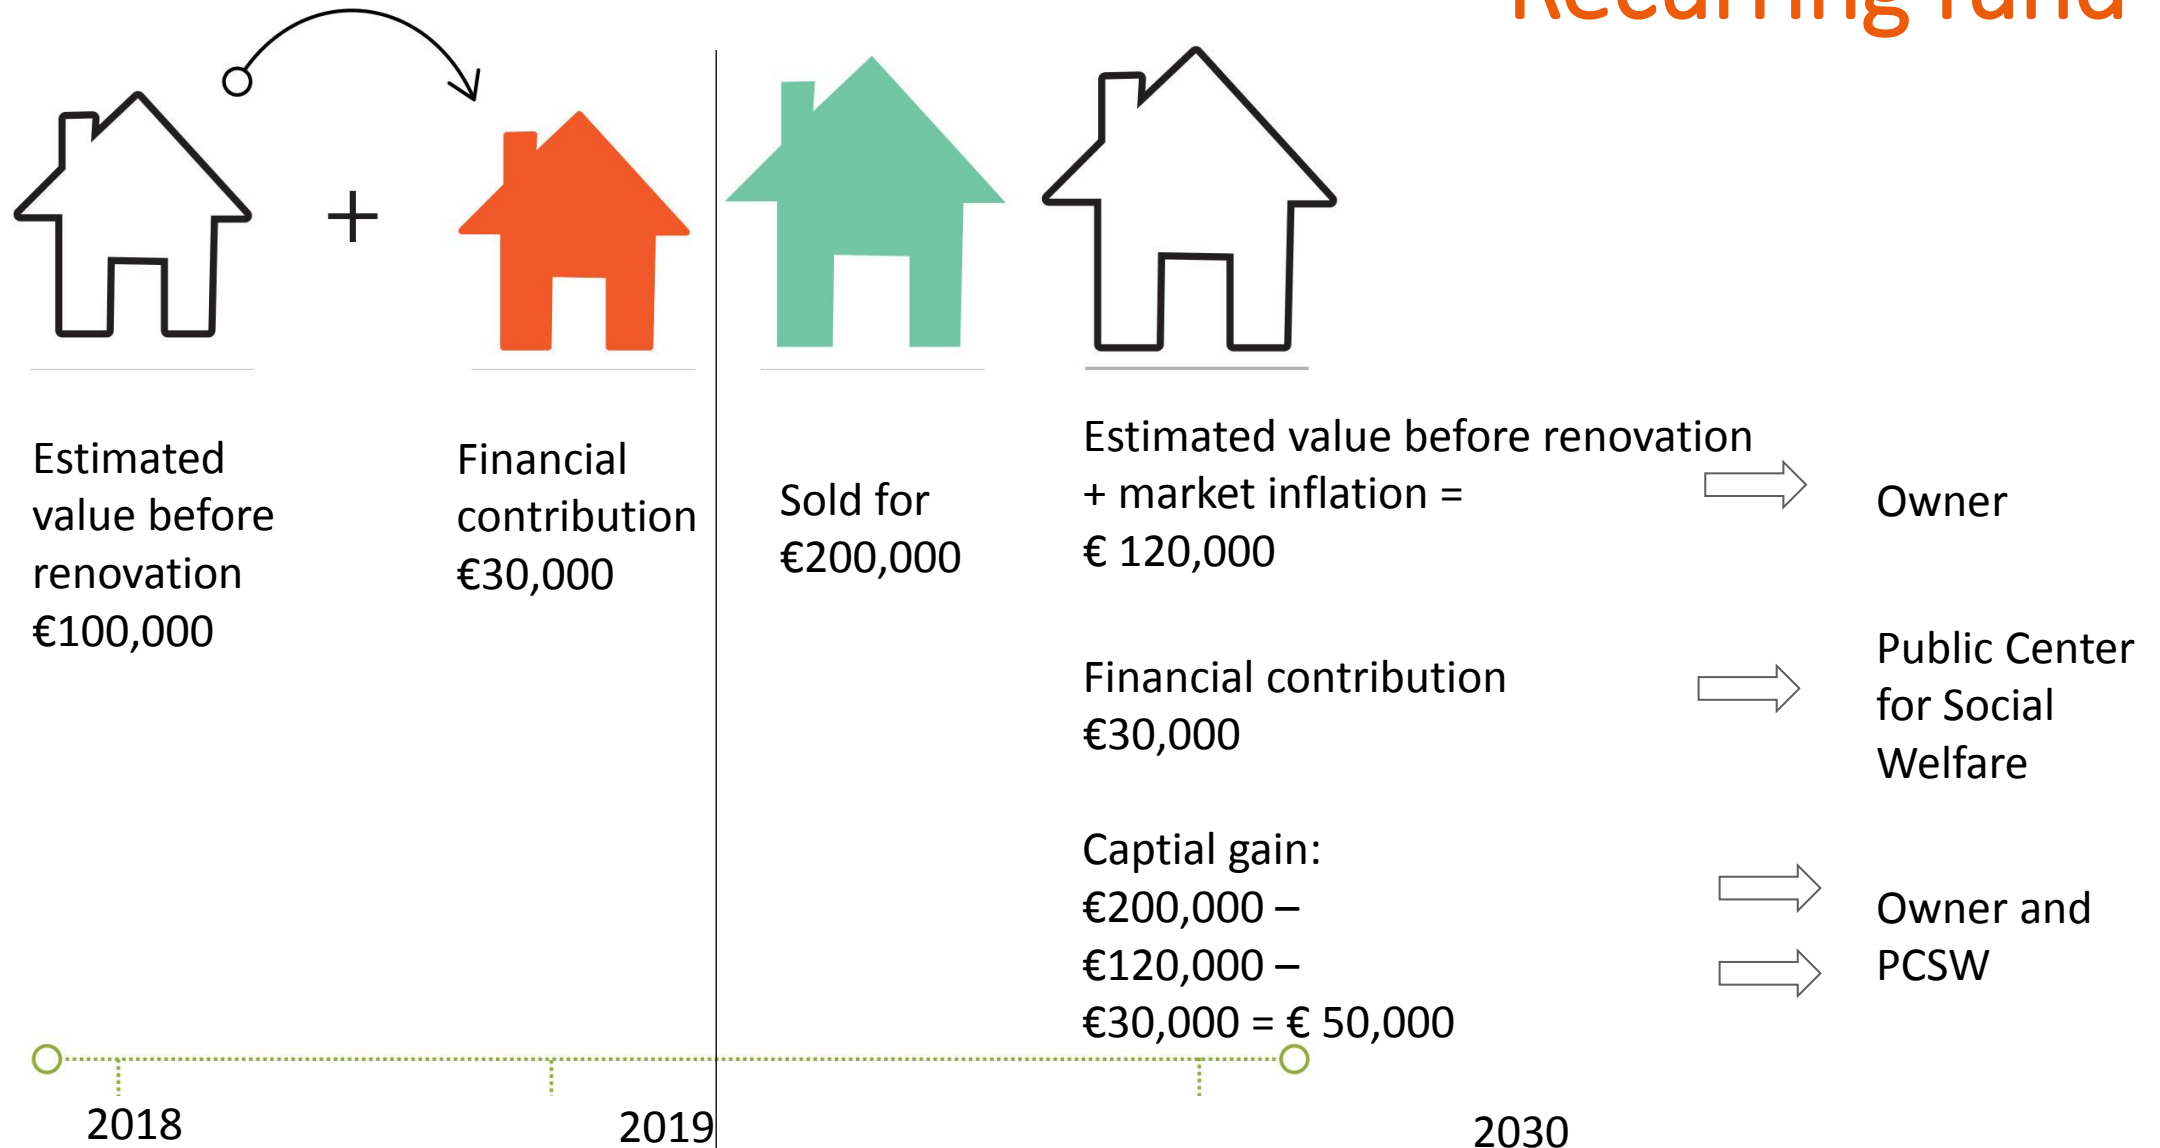 Recurring fund
+
Estimated
value before
renovation
€100,000
Financial
contribution
€30,000
Sold for
€200,000
Estimated value before renovation
+ market inflation =
€ 120,000
Owner
Financial contribution
€30,000
Public Center
for Social
Welfare
Captial gain:
€200,000 –
€120,000 –
€30,000 = € 50,000
Owner and
PCSW
2018
2019
2030